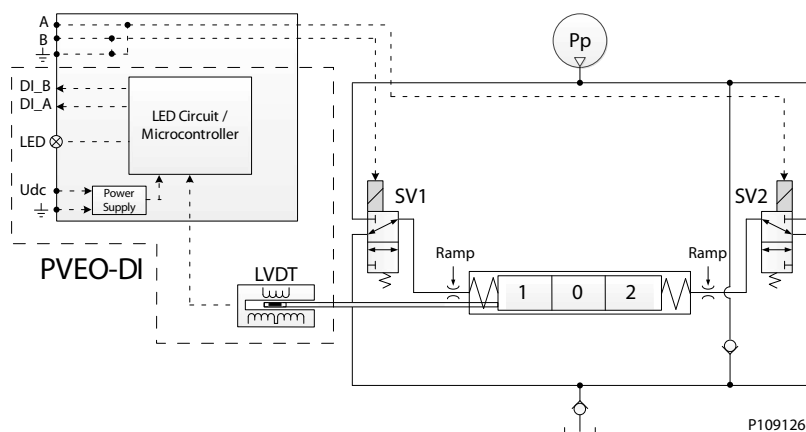 A
B
Pp
DI_B
DI_A
LED Circuit /
Microcontroller
LED
Udc
Power
Supply
SV1
SV2
PVEO-DI
LVDT
Ramp
Ramp
1 0 2
P109126